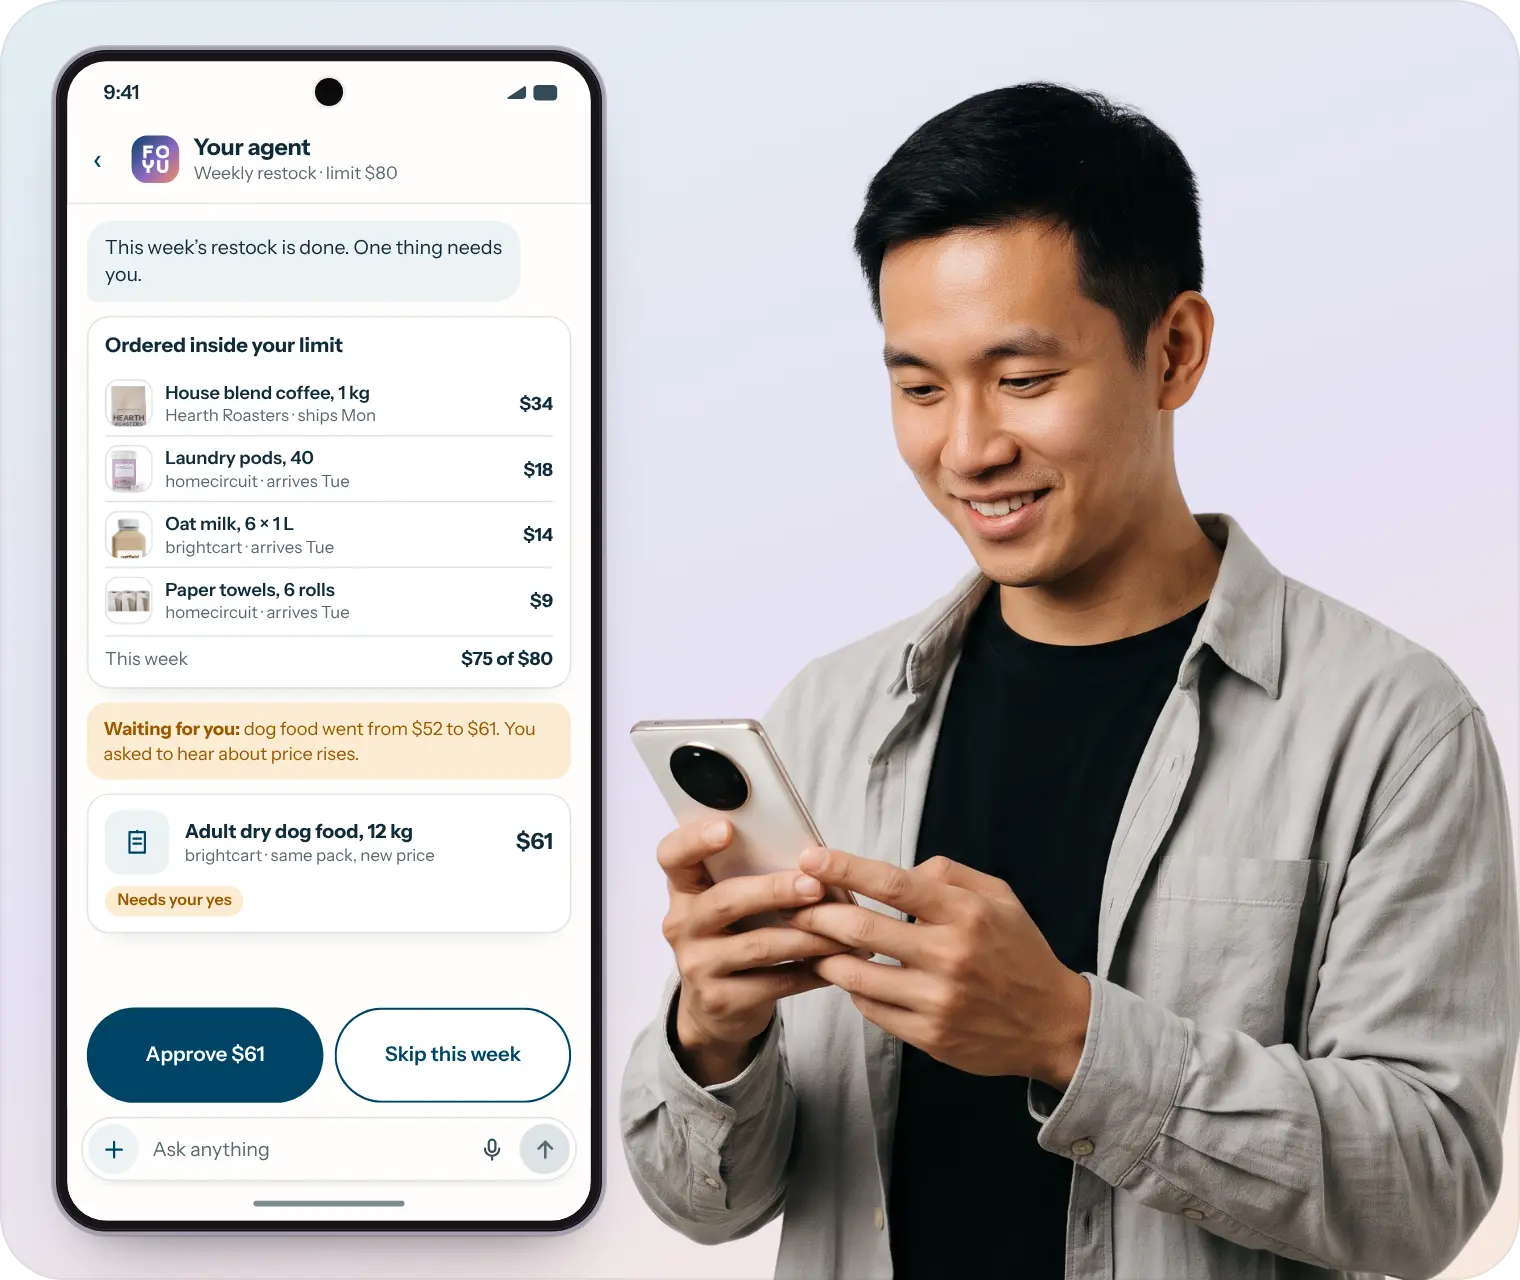 9:41
FO
YU
Your agent
Weekly restock · limit $80
This week's restock is done. One thing needs
you.
Ordered inside your limit
House blend coffee, 1 kg
$34
Hearth Roasters · ships Mon
HEARTH
ROASTERS
Laundry pods, 40
$18
homecircuit · arrives Tue
Oat milk, 6 × 1 L
$14
brightcart · arrives Tue
Paper towels, 6 rolls
$9
homecircuit · arrives Tue
This week
$75 of $80
Waiting for you: dog food went from $52 to $61. You
asked to hear about price rises.
Adult dry dog food, 12 kg
$61
brightcart · same pack, new price
Needs your yes
Approve $61
Skip this week
Ask anything